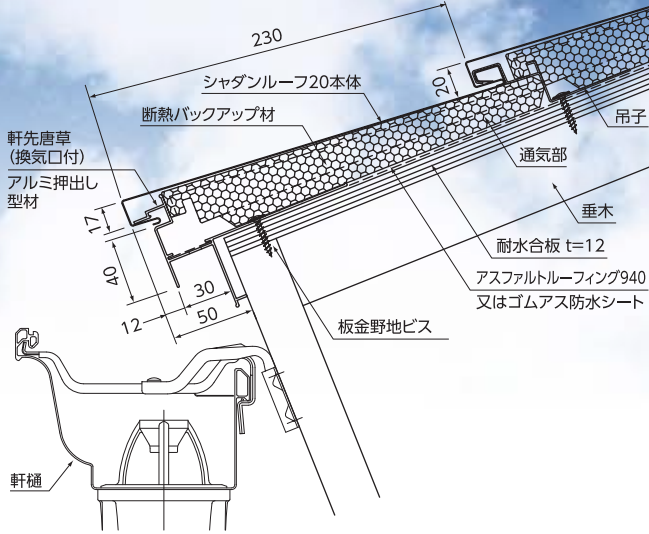 230
シャダンルーフ20本体
20
断熱バックアップ材
吊子
軒先唐草
(換気口付)
アルミ押出し
型材
通気部
17
垂木
40
耐水合板 t=12
30
アスファルトルーフィング940
又はゴムアス防水シート
12
50
板金野地ビス
軒樋